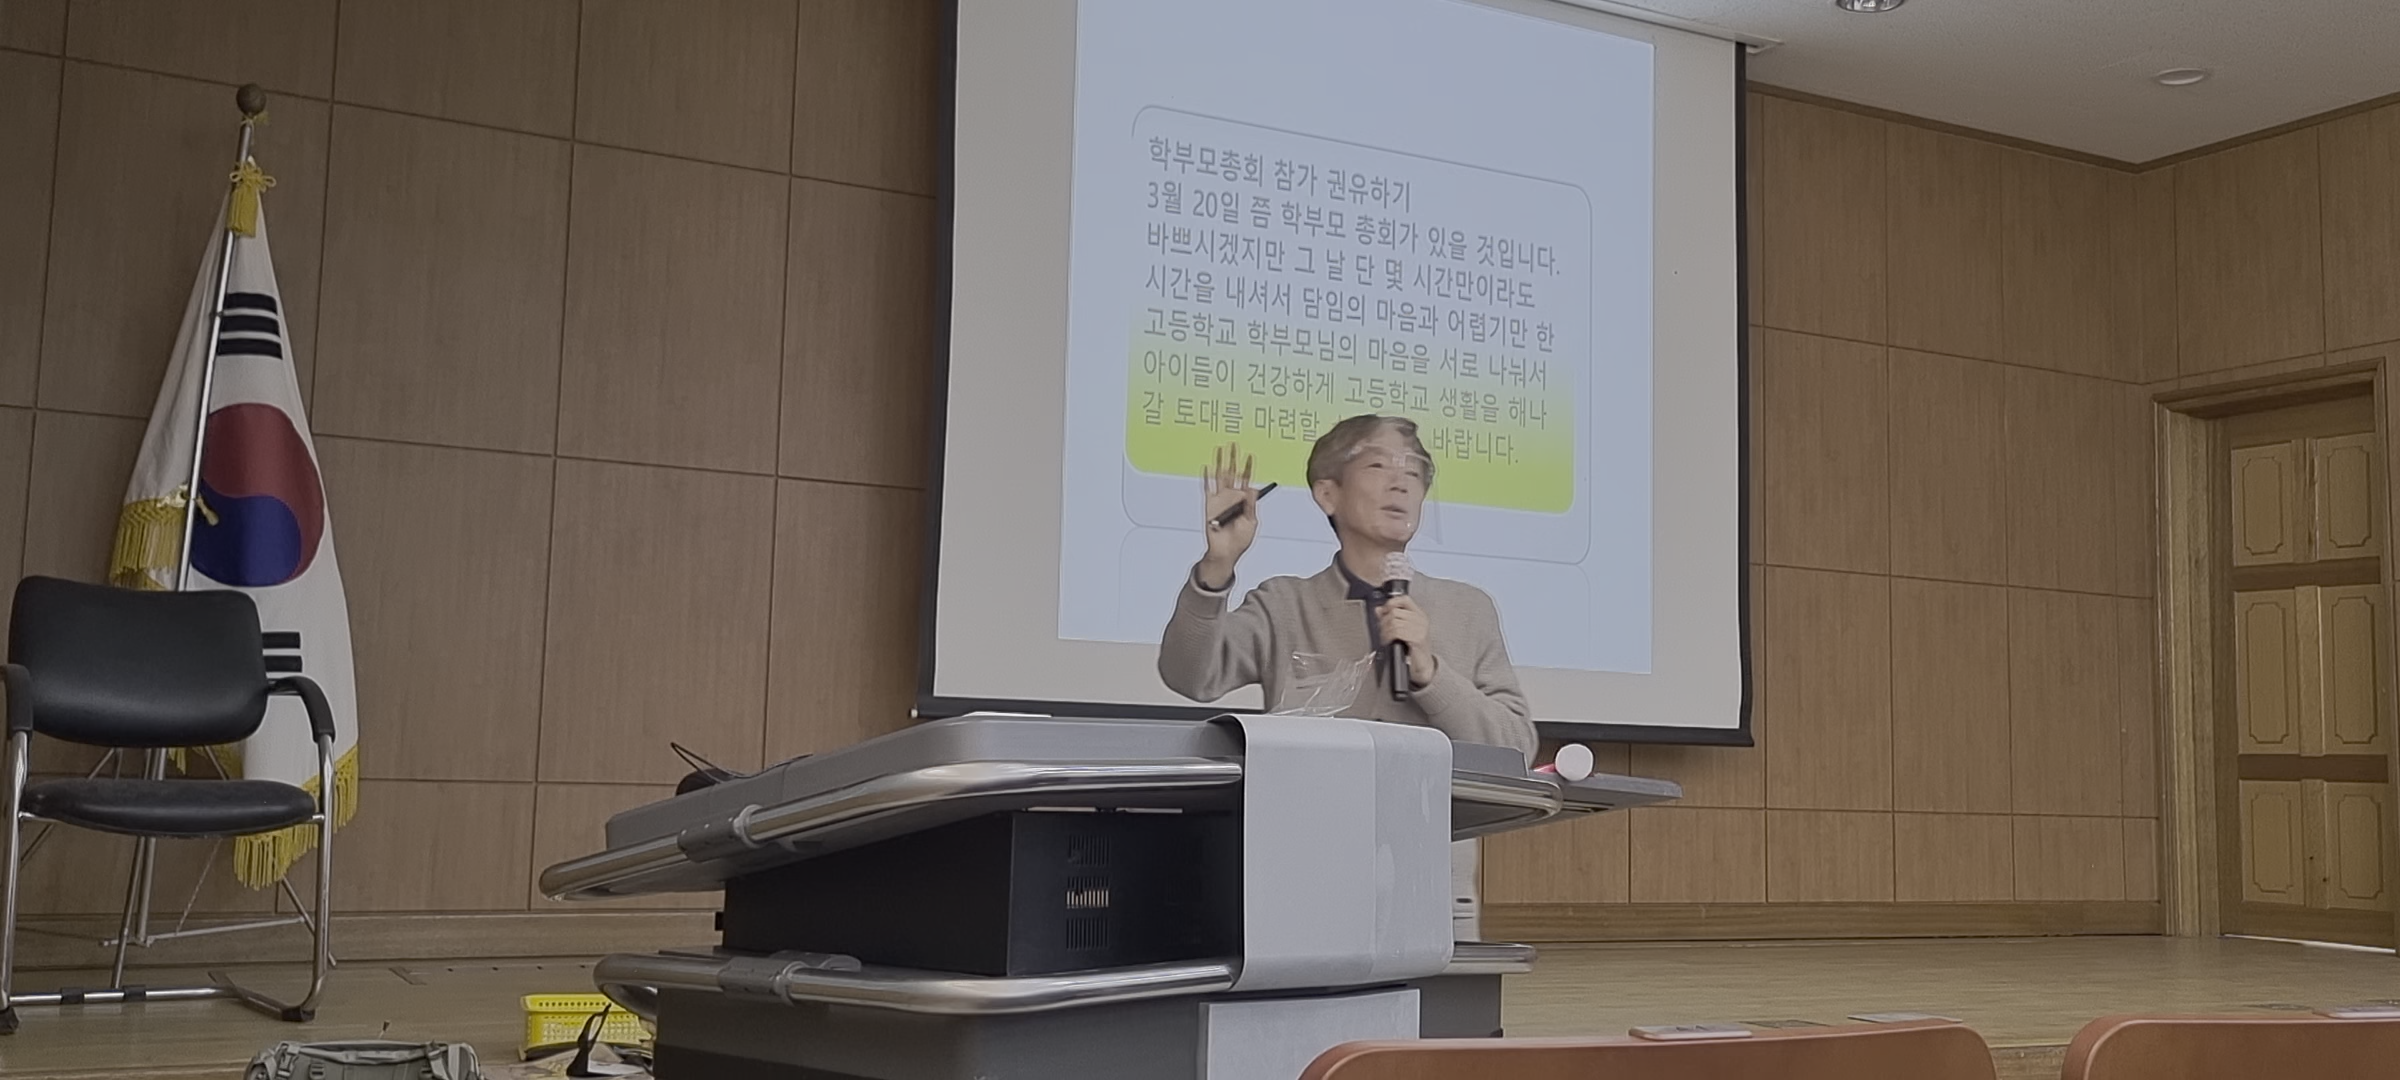 학부모총회 참가 권유하기
3월 20일 쯤 학부모 총회가 있을 것입니다.
바쁘시겠지만 그 날 단 몇 시간만이라도
시간을 내셔서 담임의 마음과 어렵기만 한
고등학교 학부모님의 마음을 서로 나눠서
아이들이 건강하게 고등학교 생활을 해나
갈 토대를 마련할 바랍니다.